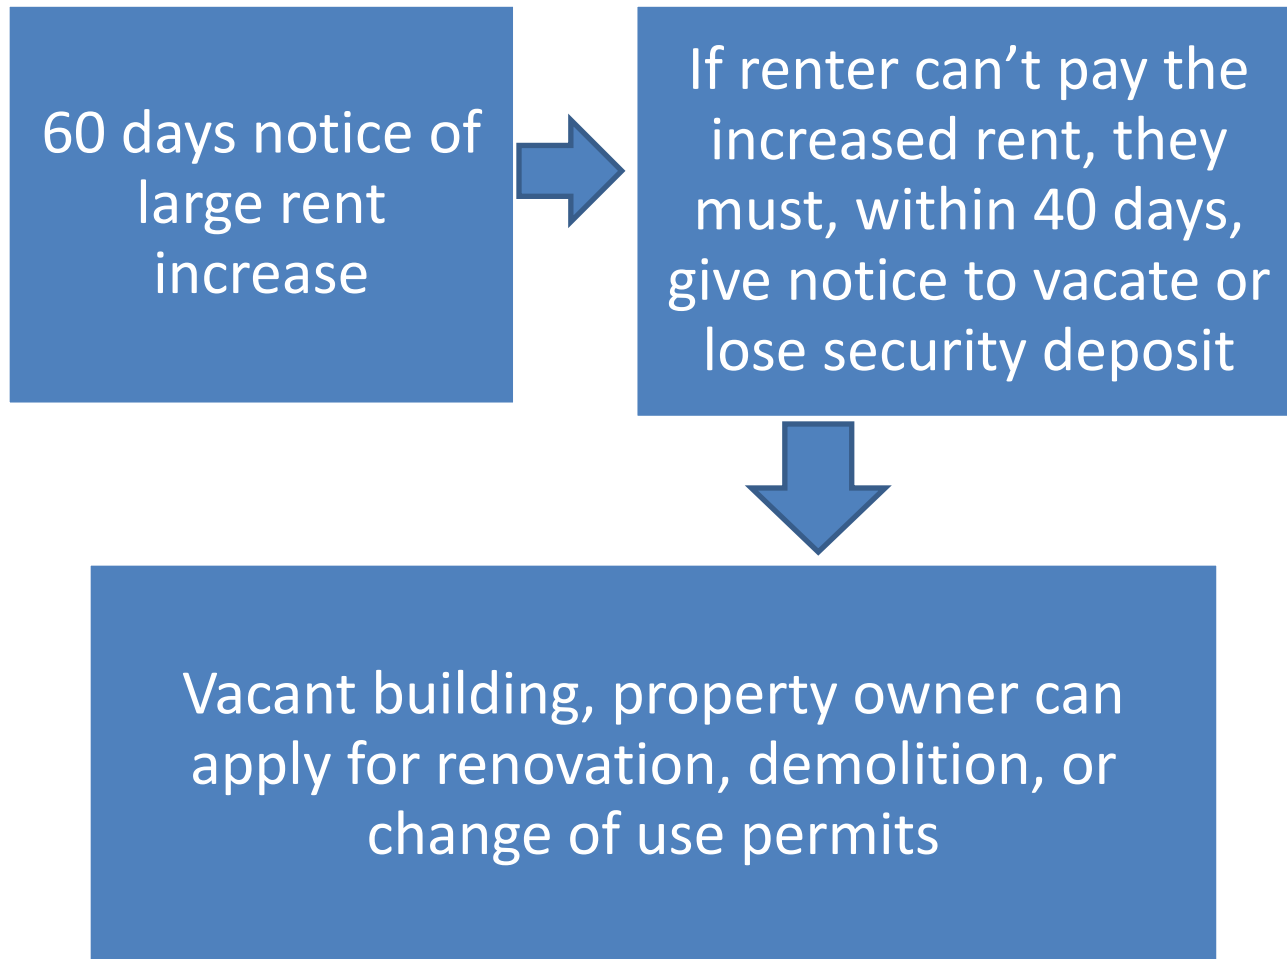 60 days notice of
large rent
increase
If renter can’t pay the
increased rent, they
must, within 40 days,
give notice to vacate or
lose security deposit
Vacant building, property owner can
apply for renovation, demolition, or
change of use permits